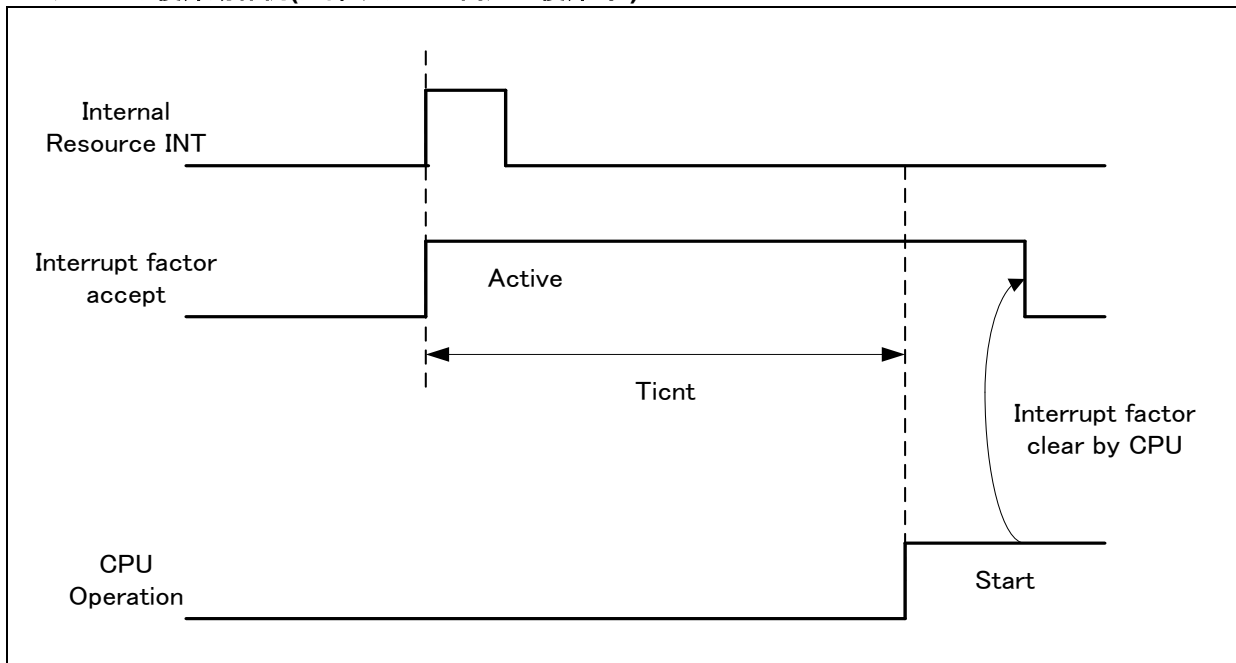 Internal
Resource INT
Interrupt factor
accept
Active
Ticnt
Interrupt factor
clear by CPU
CPU
Operation
Start